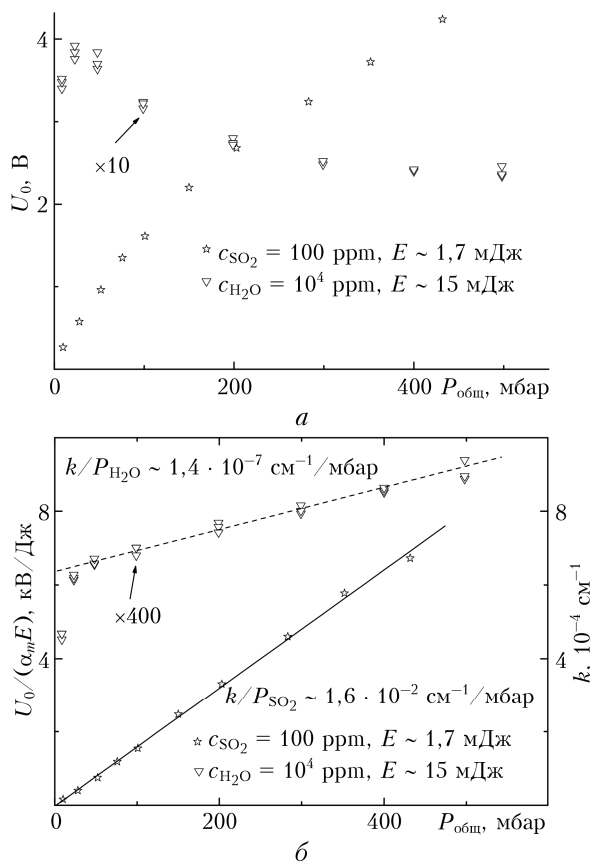 4
U₀, В
×10
2
☆ c_SO₂ = 100 ppm, E ~ 1,7 мДж
▽ c_H₂O = 10⁴ ppm, E ~ 15 мДж
0 200 400 P_общ, мбар
а
k/P_H₂O ~ 1,4 · 10⁻⁷ см⁻¹/мбар
8 8
U₀/(α_mE), кВ/Дж
k, 10⁻⁴ см⁻¹
×400
4 4
k/P_SO₂ ~ 1,6 · 10⁻² см⁻¹/мбар
☆ c_SO₂ = 100 ppm, E ~ 1,7 мДж
▽ c_H₂O = 10⁴ ppm, E ~ 15 мДж
0 200 400 P_общ, мбар
б